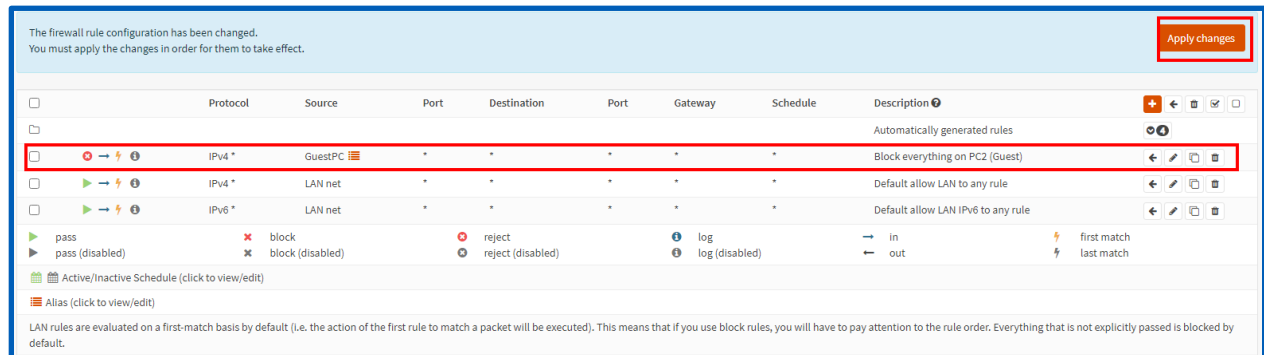 The firewall rule configuration has been changed.
You must apply the changes in order for them to take effect.
Apply changes
Protocol Source Port Destination Port Gateway Schedule Description
Automatically generated rules 4
IPv4 * GuestPC * * * * * Block everything on PC2 (Guest)
IPv4 * LAN net * * * * * Default allow LAN to any rule
IPv6 * LAN net * * * * * Default allow LAN IPv6 to any rule
pass block reject log in first match
pass (disabled) block (disabled) reject (disabled) log (disabled) out last match
Active/Inactive Schedule (click to view/edit)
Alias (click to view/edit)
LAN rules are evaluated on a first-match basis by default (i.e. the action of the first rule to match a packet will be executed). This means that if you use block rules, you will have to pay attention to the rule order. Everything that is not explicitly passed is blocked by
default.